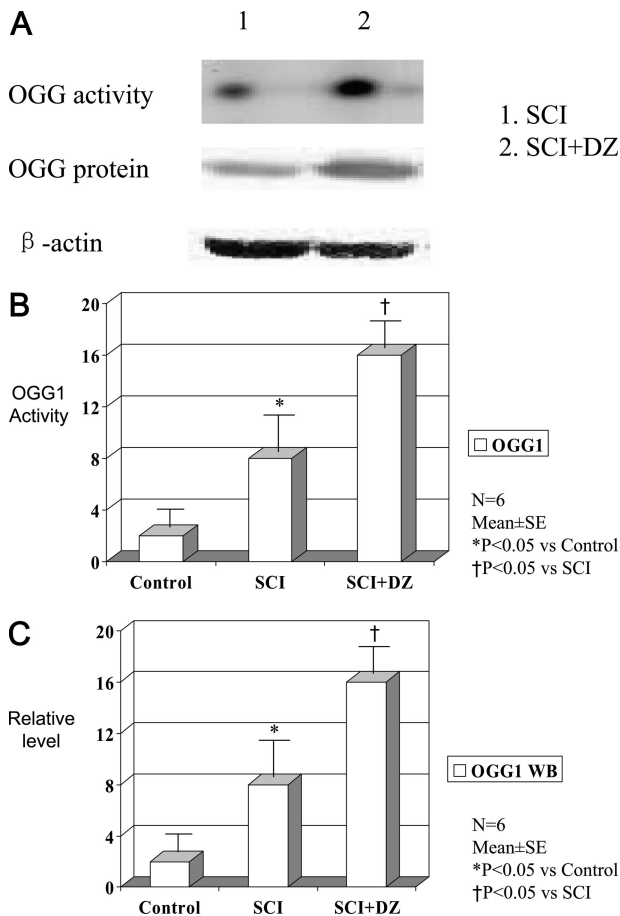 A
1 2
OGG activity
1. SCI
2. SCI+DZ
OGG protein
β-actin
B
20
16
12
8
4
0
OGG1
Activity
*
†
Control SCI SCI+DZ
OGG1
N=6
Mean±SE
*P<0.05 vs Control
†P<0.05 vs SCI
C
20
16
12
8
4
0
Relative
level
*
†
Control SCI SCI+DZ
OGG1 WB
N=6
Mean±SE
*P<0.05 vs Control
†P<0.05 vs SCI